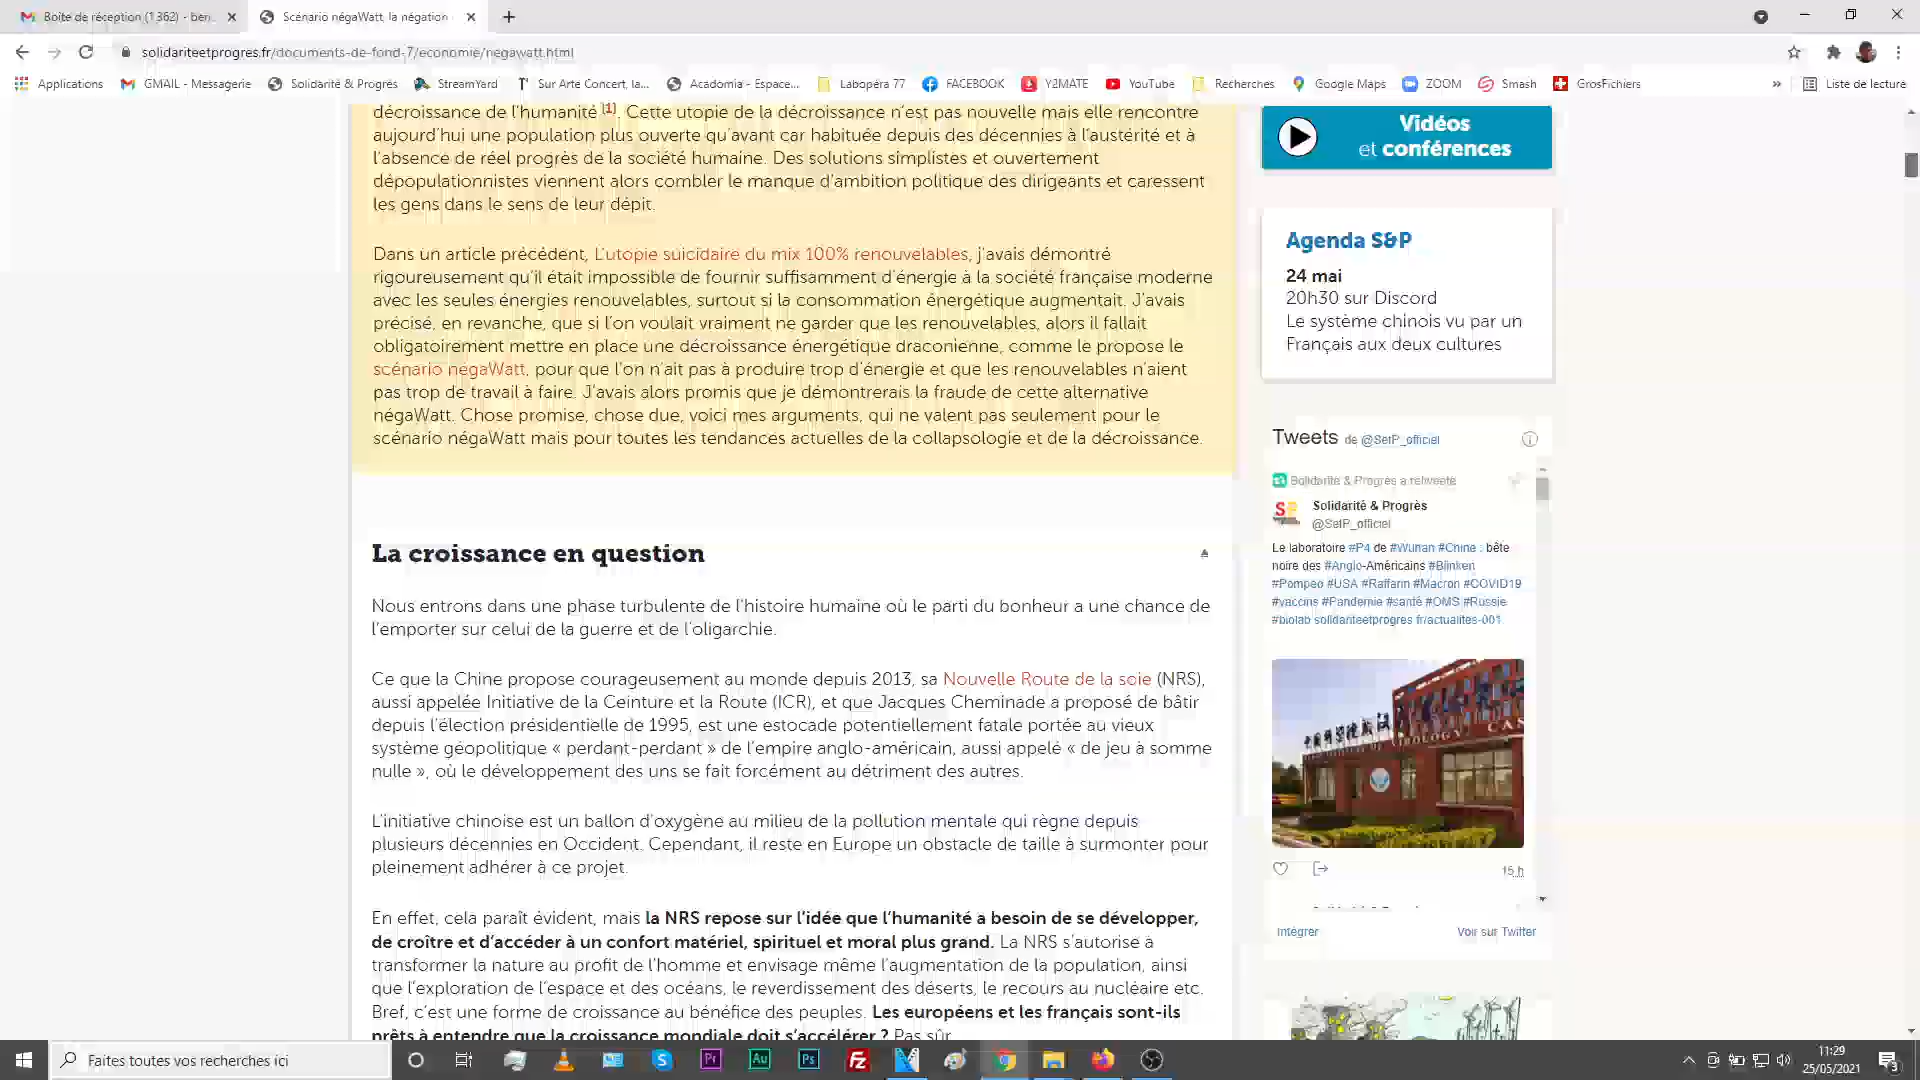 Boîte de réception (1 362) - ben
Scénario négaWatt, la négation
solidariteetprogres.fr/documents-de-fond-7/economie/negawatt.html
Applications
GMAIL - Messagerie
Solidarité & Progrès
StreamYard
Sur Arte Concert, la...
Acadomia - Espace...
Labopéra 77
FACEBOOK
Y2MATE
YouTube
Recherches
Google Maps
ZOOM
Smash
GrosFichiers
»
Liste de lecture
décroissance de l'humanité [1]. Cette utopie de la décroissance n'est pas nouvelle mais elle rencontre
aujourd'hui une population plus ouverte qu'avant car habituée depuis des décennies à l'austérité et à
l'absence de réel progrès de la société humaine. Des solutions simplistes et ouvertement
dépopulationnistes viennent alors combler le manque d'ambition politique des dirigeants et caressent
les gens dans le sens de leur dépit.
Dans un article précédent, L'utopie suicidaire du mix 100% renouvelables, j'avais démontré
rigoureusement qu'il était impossible de fournir suffisamment d'énergie à la société française moderne
avec les seules énergies renouvelables, surtout si la consommation énergétique augmentait. J'avais
précisé, en revanche, que si l'on voulait vraiment ne garder que les renouvelables, alors il fallait
obligatoirement mettre en place une décroissance énergétique draconienne, comme le propose le
scénario négaWatt, pour que l'on n'ait pas à produire trop d'énergie et que les renouvelables n'aient
pas trop de travail à faire. J'avais alors promis que je démontrerais la fraude de cette alternative
négaWatt. Chose promise, chose due, voici mes arguments, qui ne valent pas seulement pour le
scénario négaWatt mais pour toutes les tendances actuelles de la collapsologie et de la décroissance.
La croissance en question
Nous entrons dans une phase turbulente de l'histoire humaine où le parti du bonheur a une chance de
l'emporter sur celui de la guerre et de l'oligarchie.
Ce que la Chine propose courageusement au monde depuis 2013, sa Nouvelle Route de la soie (NRS),
aussi appelée Initiative de la Ceinture et la Route (ICR), et que Jacques Cheminade a proposé de bâtir
depuis l'élection présidentielle de 1995, est une estocade potentiellement fatale portée au vieux
système géopolitique « perdant-perdant » de l'empire anglo-américain, aussi appelé « de jeu à somme
nulle », où le développement des uns se fait forcément au détriment des autres.
L'initiative chinoise est un ballon d'oxygène au milieu de la pollution mentale qui règne depuis
plusieurs décennies en Occident. Cependant, il reste en Europe un obstacle de taille à surmonter pour
pleinement adhérer à ce projet.
En effet, cela paraît évident, mais la NRS repose sur l'idée que l'humanité a besoin de se développer,
de croître et d'accéder à un confort matériel, spirituel et moral plus grand. La NRS s'autorise à
transformer la nature au profit de l'homme et envisage même l'augmentation de la population, ainsi
que l'exploration de l'espace et des océans, le reverdissement des déserts, le recours au nucléaire etc.
Bref, c'est une forme de croissance au bénéfice des peuples. Les européens et les français sont-ils
prêts à entendre que la croissance mondiale doit s'accélérer ? Pas sûr
Vidéos
et conférences
Agenda S&P
24 mai
20h30 sur Discord
Le système chinois vu par un
Français aux deux cultures
Tweets de @SetP_officiel
Solidarité & Progrès a retweeté
Solidarité & Progrès
@SetP_officiel
Le laboratoire #P4 de #Wuhan #Chine : bête
noire des #Anglo-Américains #Blinken
#Pompeo #USA #Raffarin #Macron #COVID19
#vaccins #Pandemie #santé #OMS #Russie
#biolab solidariteetprogres.fr/actualites-001
15 h
Intégrer
Voir sur Twitter
Faites toutes vos recherches ici
Pr
Au
Ps
Fz
11:29
25/05/2021
3